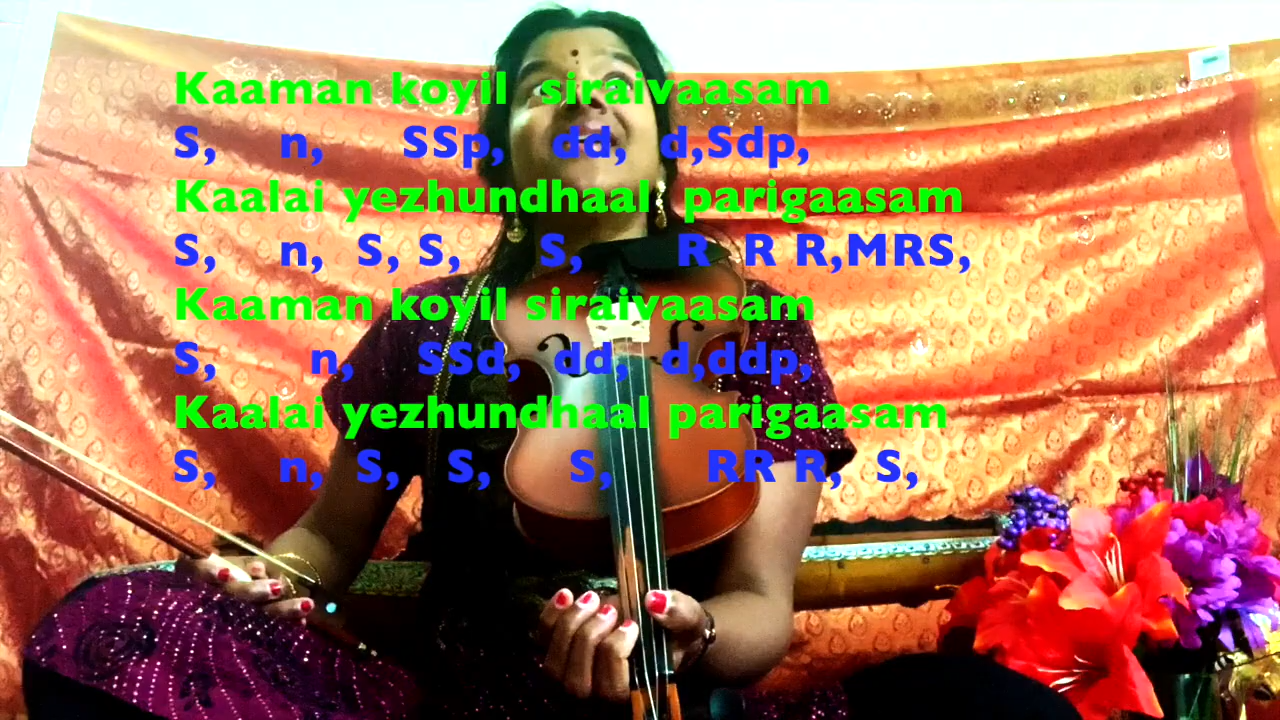 Kaaman koyil siraivaasam
S, n, SSp, dd, d,Sdp,
Kaalai yezhundhaal parigaasam
S, n, S, S, S, R R R,MRS,
Kaaman koyil siraivaasam
S, n, SSd, dd, d,ddp,
Kaalai yezhundhaal parigaasam
S, n, S, S, S, RR R, S,